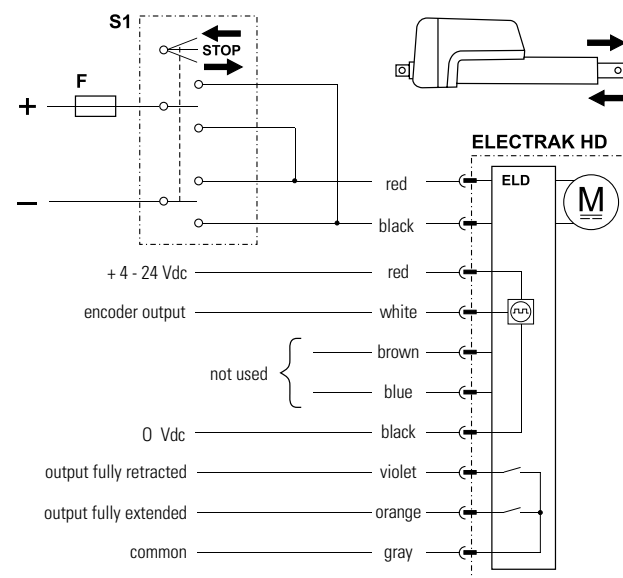 S1
STOP
F
+
−
ELECTRAK HD
ELD
M
red
black
+ 4 - 24 Vdc red
encoder output white
not used
brown
blue
0 Vdc black
output fully retracted violet
output fully extended orange
common gray